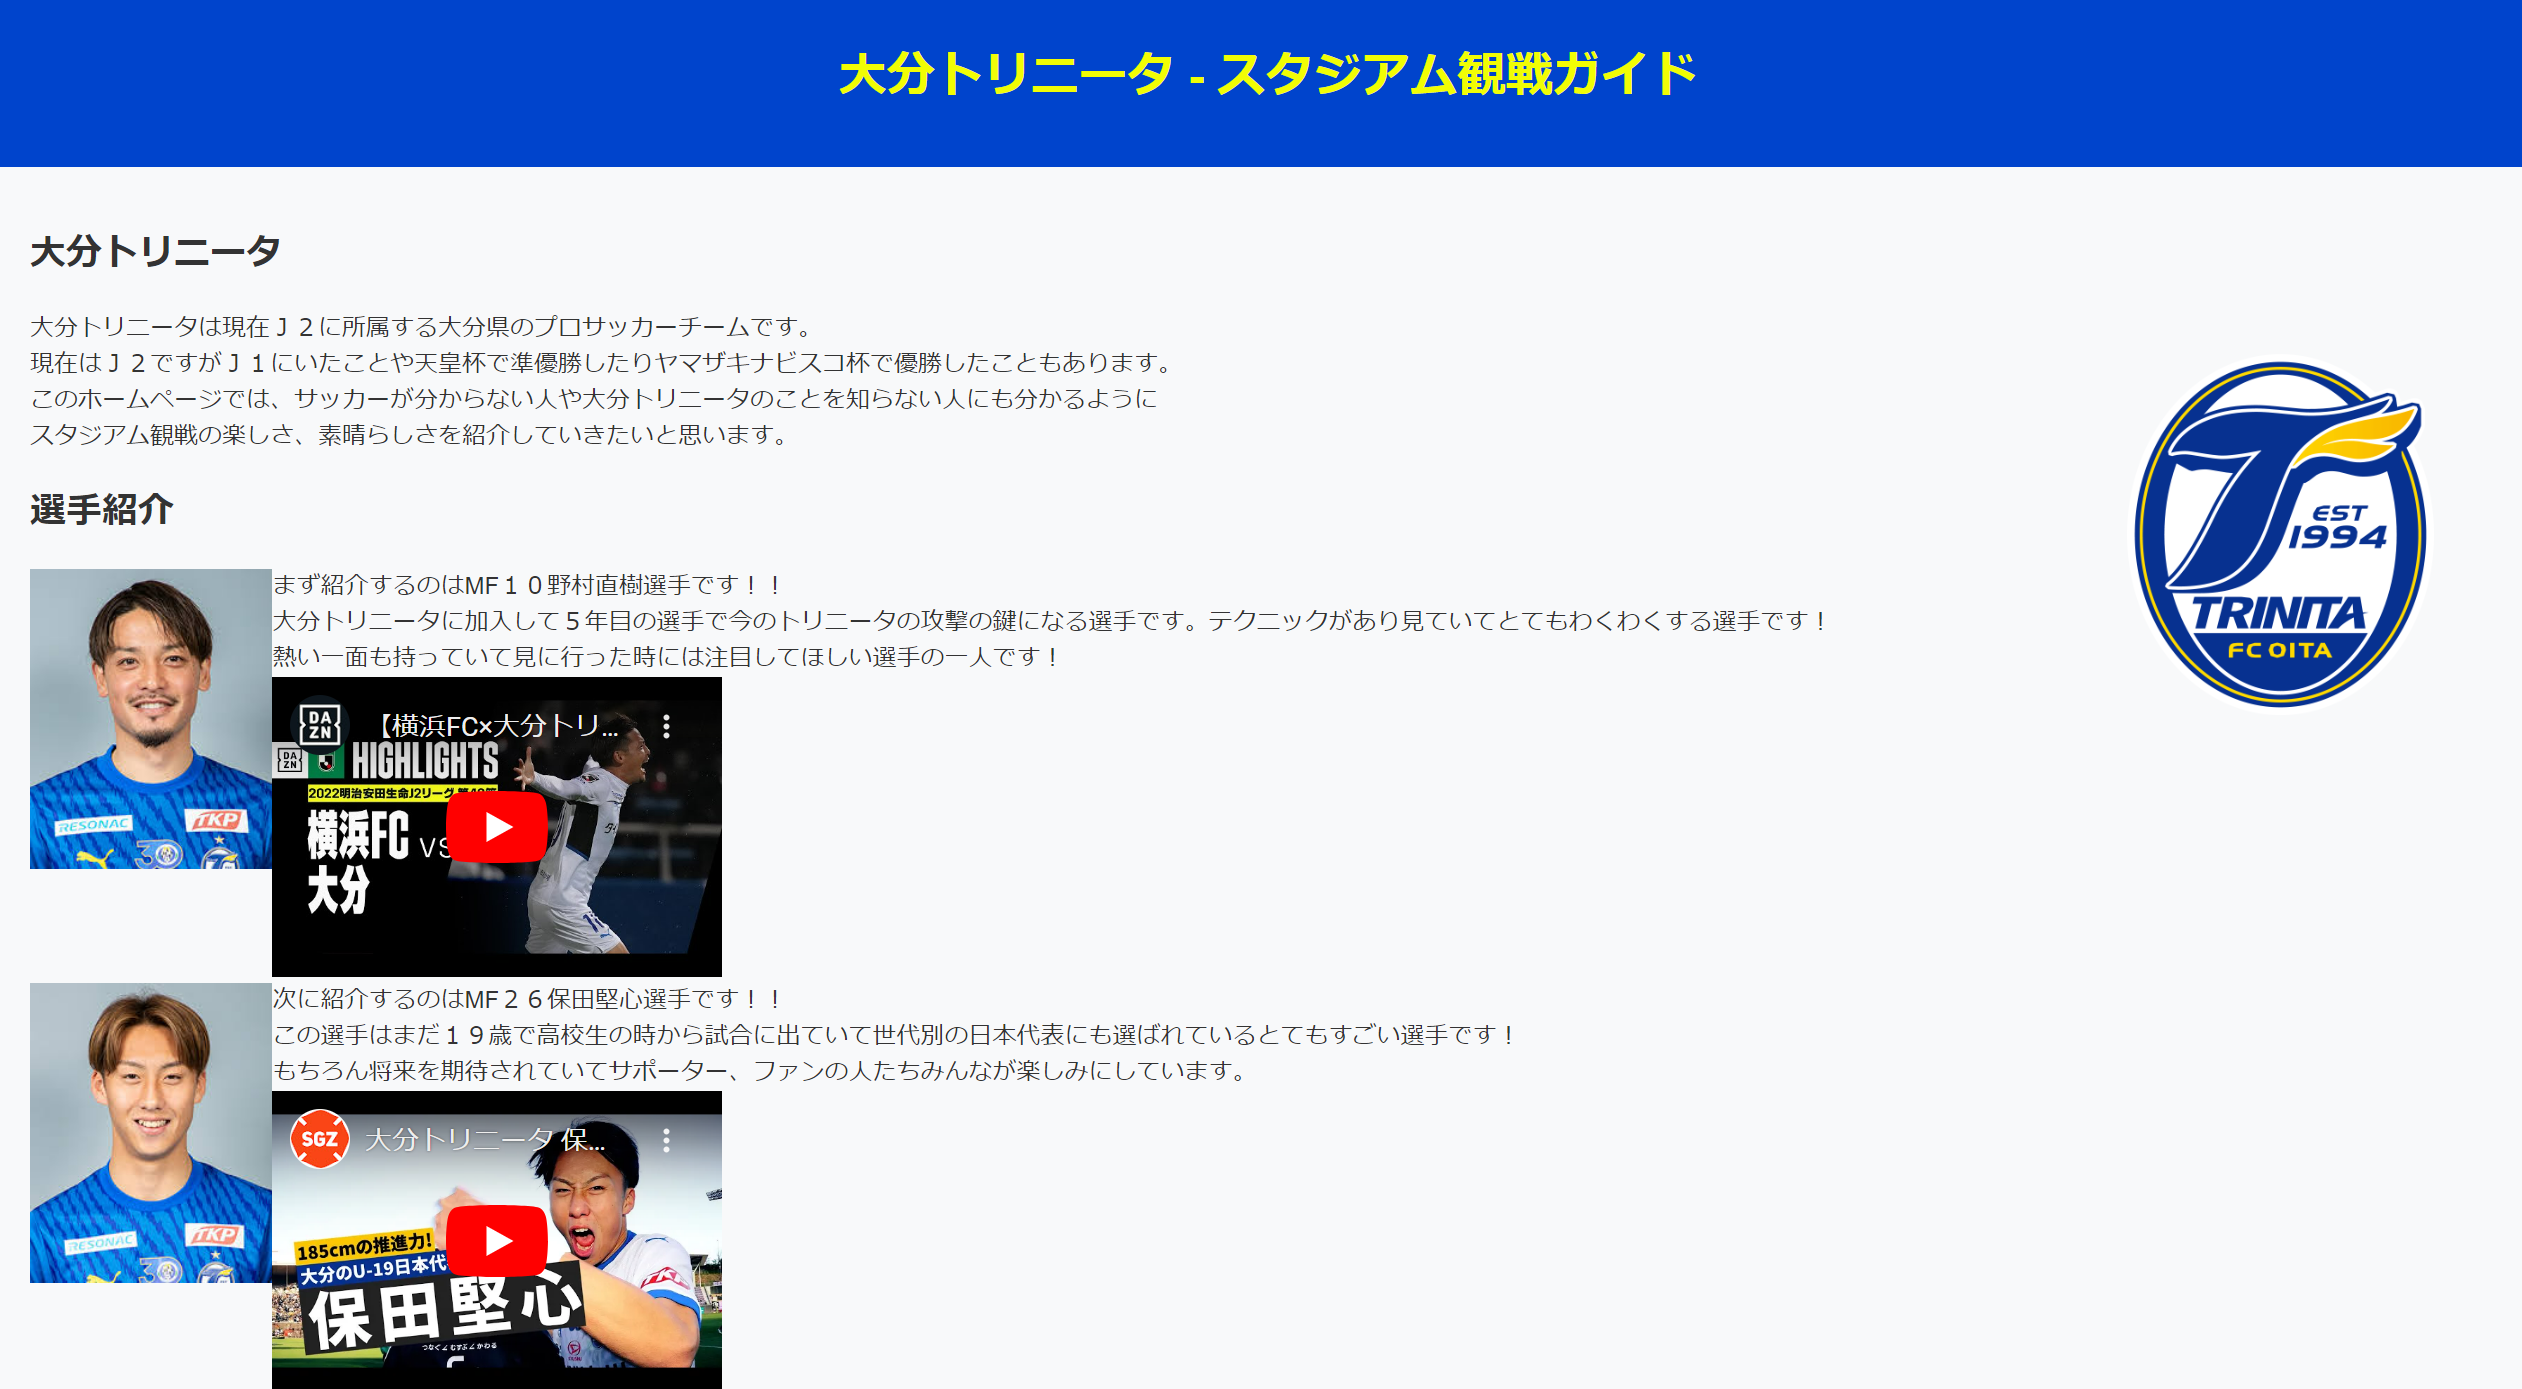 大分トリニータ - スタジアム観戦ガイド
大分トリニータ
大分トリニータは現在Ｊ２に所属する大分県のプロサッカーチームです。
現在はＪ２ですがＪ１にいたことや天皇杯で準優勝したりヤマザキナビスコ杯で優勝したこともあります。
このホームページでは、サッカーが分からない人や大分トリニータのことを知らない人にも分かるように
スタジアム観戦の楽しさ、素晴らしさを紹介していきたいと思います。
EST
1994
TRINITA
FC OITA
選手紹介
まず紹介するのはMF１０野村直樹選手です！！
大分トリニータに加入して５年目の選手で今のトリニータの攻撃の鍵になる選手です。テクニックがあり見ていてとてもわくわくする選手です！
熱い一面も持っていて見に行った時には注目してほしい選手の一人です！
RESONAC
TKP
30
DAZN
【横浜FC×大分トリ...
DAZN
HIGHLIGHTS
2022明治安田生命J2リーグ
横浜FC VS
大分
次に紹介するのはMF２６保田堅心選手です！！
この選手はまだ１９歳で高校生の時から試合に出ていて世代別の日本代表にも選ばれているとてもすごい選手です！
もちろん将来を期待されていてサポーター、ファンの人たちみんなが楽しみにしています。
RESONAC
TKP
30
SGZ
大分トリニータ 保...
185cmの推進力!
大分のU-19日本代
保田堅心
TKP